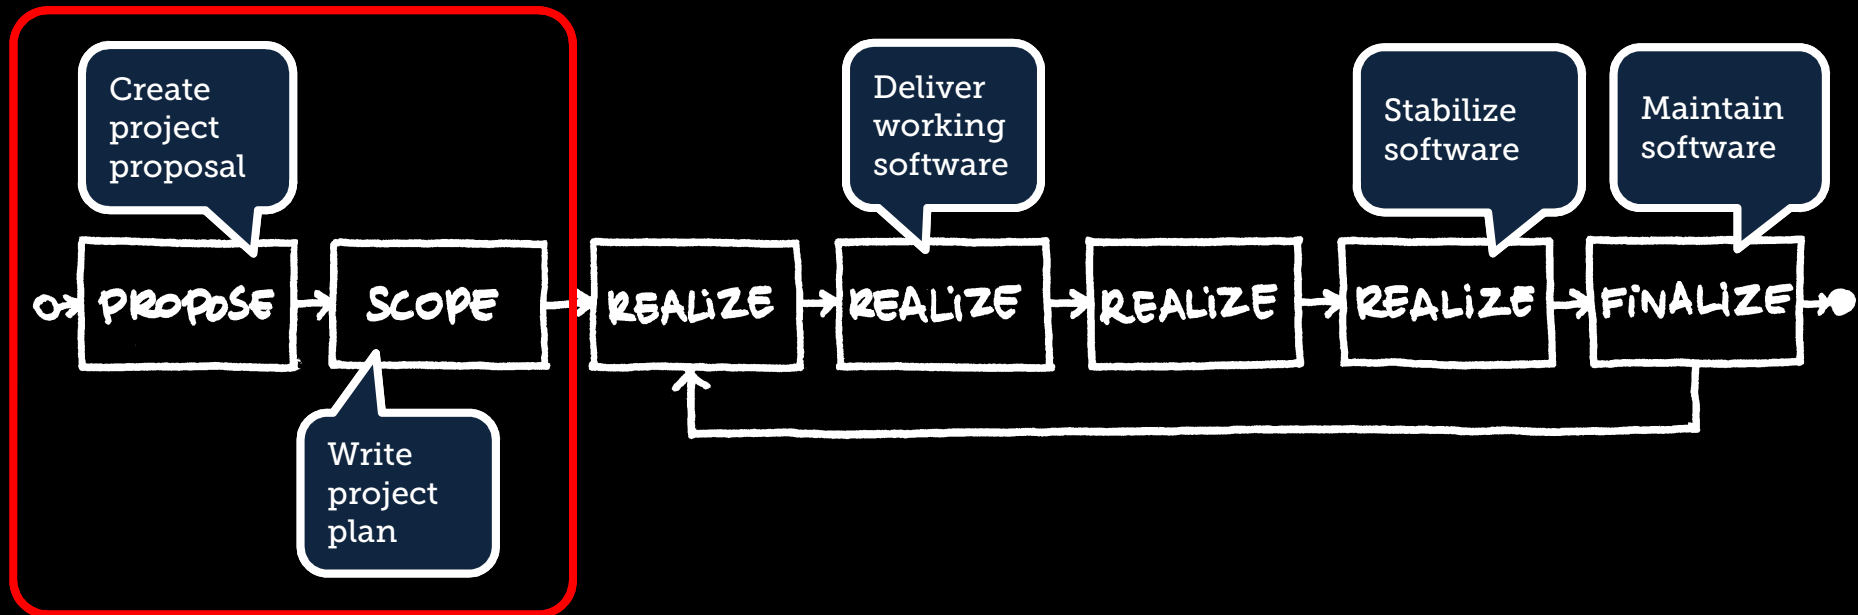 Create
project
proposal
Deliver
working
software
Stabilize
software
Maintain
software
PROPOSE
SCOPE
REALiZE
REALiZE
REALiZE
REALiZE
FiNALiZE
Write
project
plan